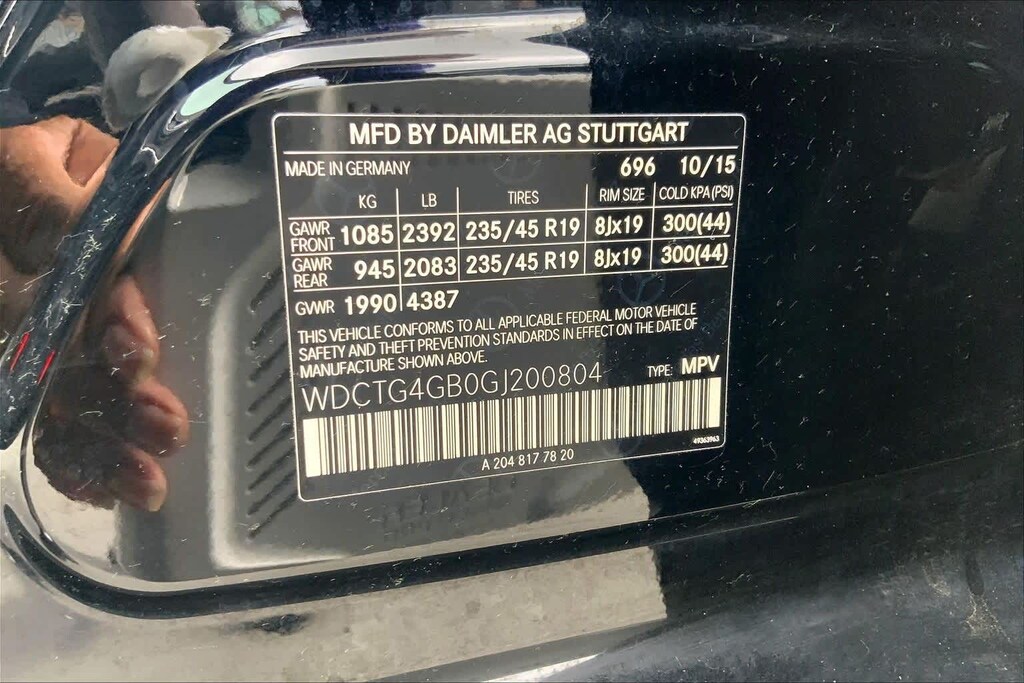 MFD BY DAIMLER AG STUTTGART
MADE IN GERMANY 696 10/15
KG LB TIRES RIM SIZE COLD KPA (PSI)
GAWR FRONT 1085 2392 235/45 R19 8Jx19 300(44)
GAWR REAR 945 2083 235/45 R19 8Jx19 300(44)
GVWR 1990 4387
THIS VEHICLE CONFORMS TO ALL APPLICABLE FEDERAL MOTOR VEHICLE
SAFETY AND THEFT PREVENTION STANDARDS IN EFFECT ON THE DATE OF
MANUFACTURE SHOWN ABOVE.
WDCTG4GB0GJ200804 TYPE: MPV
49363963
A 204 817 78 20